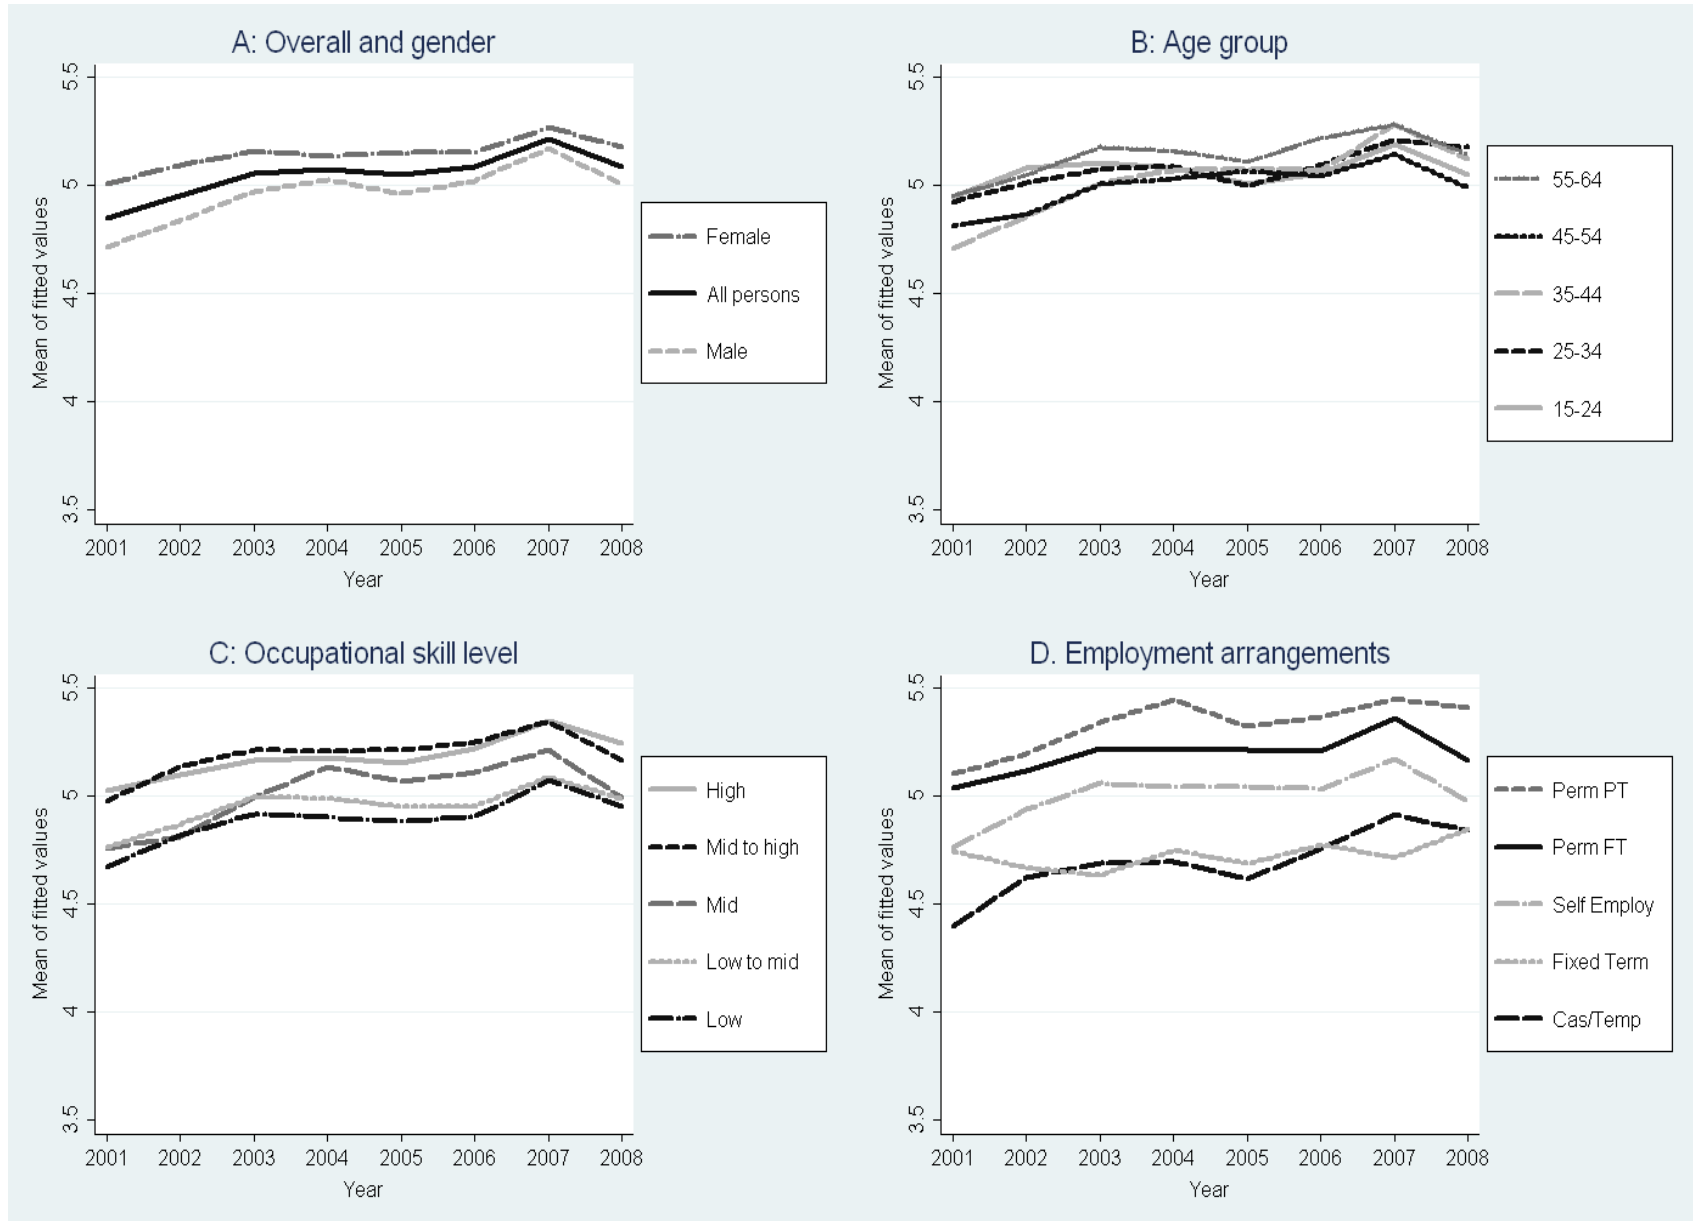 A: Overall and gender
Mean of fitted values
5.5
5
4.5
4
3.5
2001 2002 2003 2004 2005 2006 2007 2008
Year
Female
All persons
Male
B: Age group
Mean of fitted values
5.5
5
4.5
4
3.5
2001 2002 2003 2004 2005 2006 2007 2008
Year
55-64
45-54
35-44
25-34
15-24
C: Occupational skill level
Mean of fitted values
5.5
5
4.5
4
3.5
2001 2002 2003 2004 2005 2006 2007 2008
Year
High
Mid to high
Mid
Low to mid
Low
D. Employment arrangements
Mean of fitted values
5.5
5
4.5
4
3.5
2001 2002 2003 2004 2005 2006 2007 2008
Year
Perm PT
Perm FT
Self Employ
Fixed Term
Cas/Temp